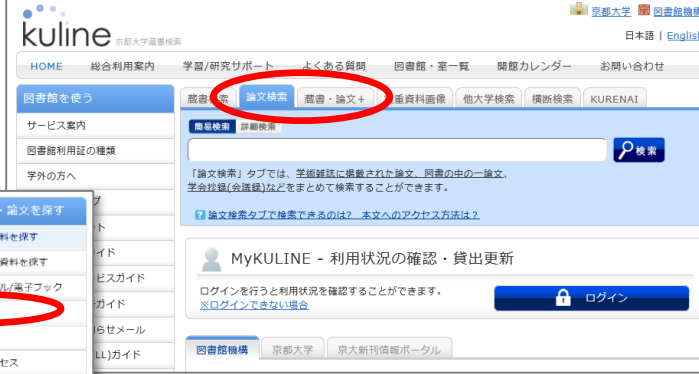 京都大学 図書館機構
kuline 京都大学蔵書検索
日本語 | English
HOME 総合利用案内 学習/研究サポート よくある質問 図書館・室一覧 開館カレンダー お問い合わせ
図書館を使う
サービス案内
図書館利用証の種類
学外の方へ
蔵書検索 論文検索 蔵書・論文+ 重資料画像 他大学検索 横断検索 KURENAI
簡易検索 詳細検索
検索
「論文検索」タブでは、学術雑誌に掲載された論文、図書の中の一論文、
学会抄録(会議録)などをまとめて検索することができます。
論文検索タブで検索できるのは? 本文へのアクセス方法は?
・論文を探す
料を探す
資料を探す
ル/電子ブック
セス
プ
ト
イド
ビスガイド
ガイド
らせメール
LL)ガイド
MyKULINE - 利用状況の確認・貸出更新
ログインを行うと利用状況を確認することができます。
※ログインできない場合
ログイン
図書館機構 京都大学 京大新刊情報ポータル